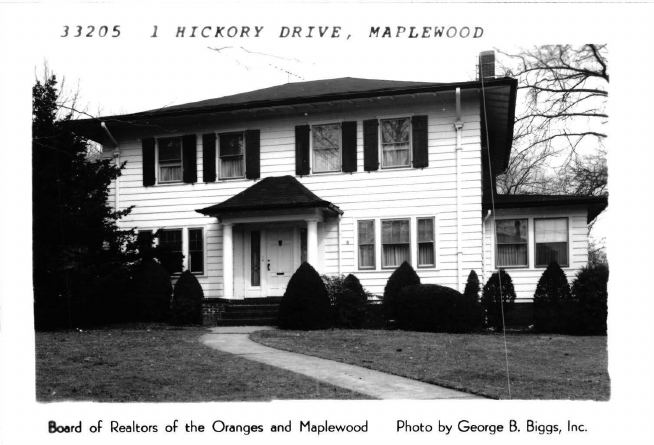 33205 1 HICKORY DRIVE, MAPLEWOOD
Board of Realtors of the Oranges and Maplewood Photo by George B. Biggs, Inc.